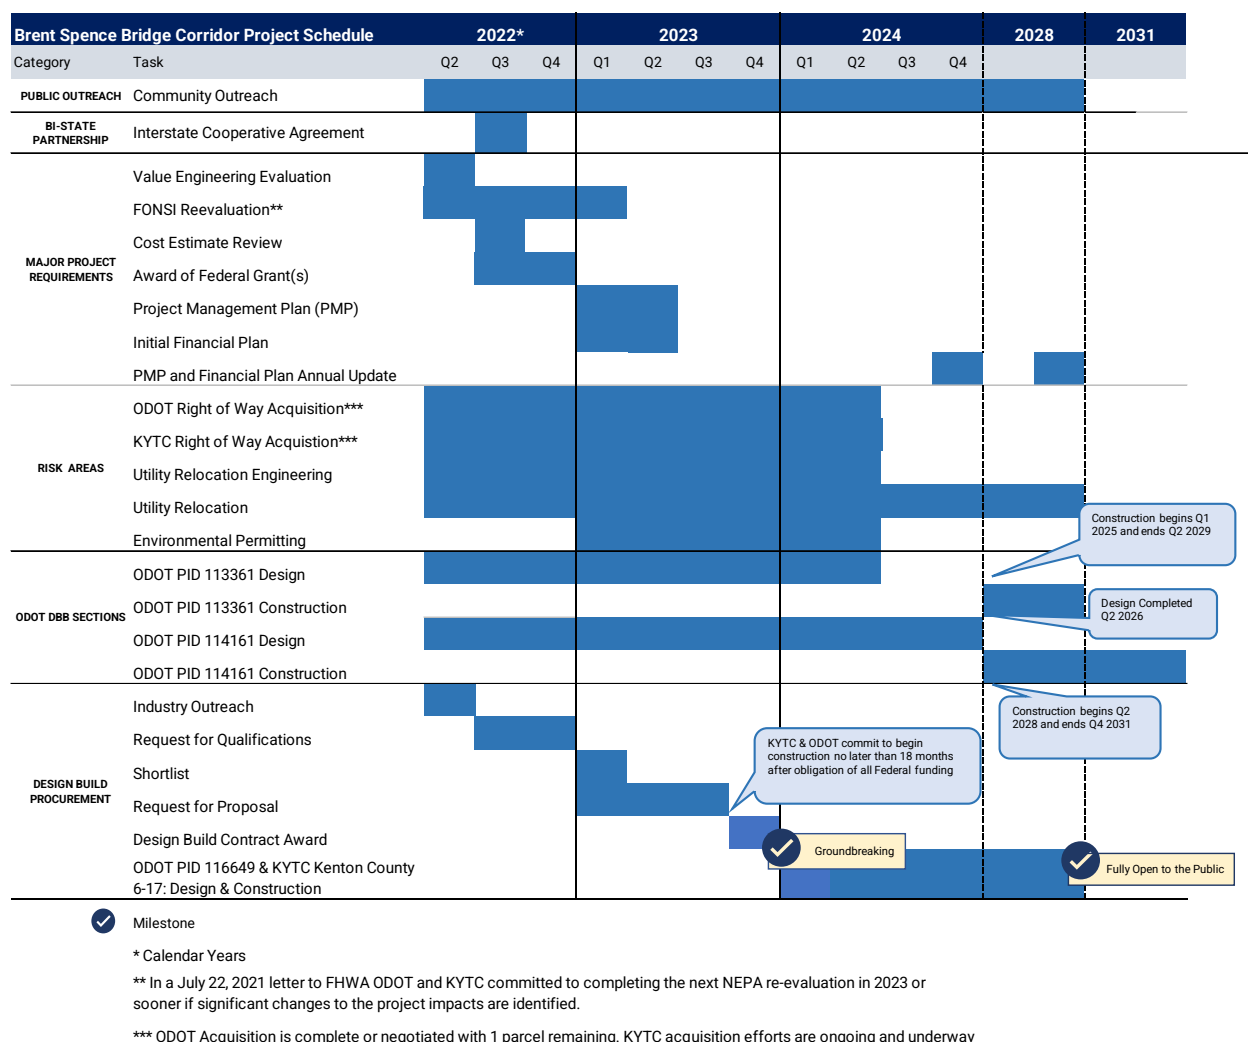 Brent Spence Bridge Corridor Project Schedule 2022* 2023 2024 2028 2031
Category Task Q2 Q3 Q4 Q1 Q2 Q3 Q4 Q1 Q2 Q3 Q4
PUBLIC OUTREACH Community Outreach
BI-STATE
PARTNERSHIP
Interstate Cooperative Agreement
Value Engineering Evaluation
FONSI Reevaluation**
Cost Estimate Review
MAJOR PROJECT
REQUIREMENTS
Award of Federal Grant(s)
Project Management Plan (PMP)
Initial Financial Plan
PMP and Financial Plan Annual Update
ODOT Right of Way Acquisition***
KYTC Right of Way Acquistion***
RISK AREAS
Utility Relocation Engineering
Utility Relocation
Construction begins Q1
2025 and ends Q2 2029
Environmental Permitting
ODOT PID 113361 Design
ODOT PID 113361 Construction
Design Completed
Q2 2026
ODOT DBB SECTIONS
ODOT PID 114161 Design
ODOT PID 114161 Construction
Industry Outreach
Construction begins Q2
2028 and ends Q4 2031
Request for Qualifications
KYTC & ODOT commit to begin
construction no later than 18 months
after obligation of all Federal funding
Shortlist
DESIGN BUILD
PROCUREMENT
Request for Proposal
Design Build Contract Award
Groundbreaking
ODOT PID 116649 & KYTC Kenton County
6-17: Design & Construction
Fully Open to the Public
Milestone
* Calendar Years
** In a July 22, 2021 letter to FHWA ODOT and KYTC committed to completing the next NEPA re-evaluation in 2023 or
sooner if significant changes to the project impacts are identified.
*** ODOT Acquisition is complete or negotiated with 1 parcel remaining. KYTC acquisition efforts are ongoing and underway